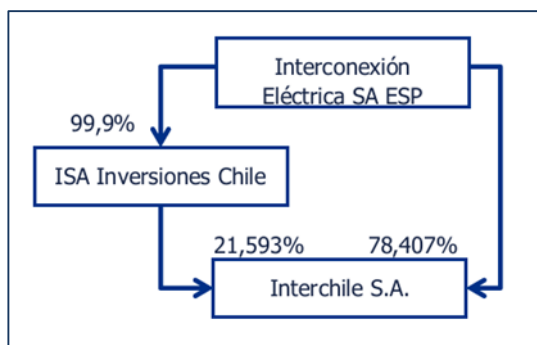 Interconexión
Eléctrica SA ESP
99,9%
ISA Inversiones Chile
21,593%
78,407%
Interchile S.A.